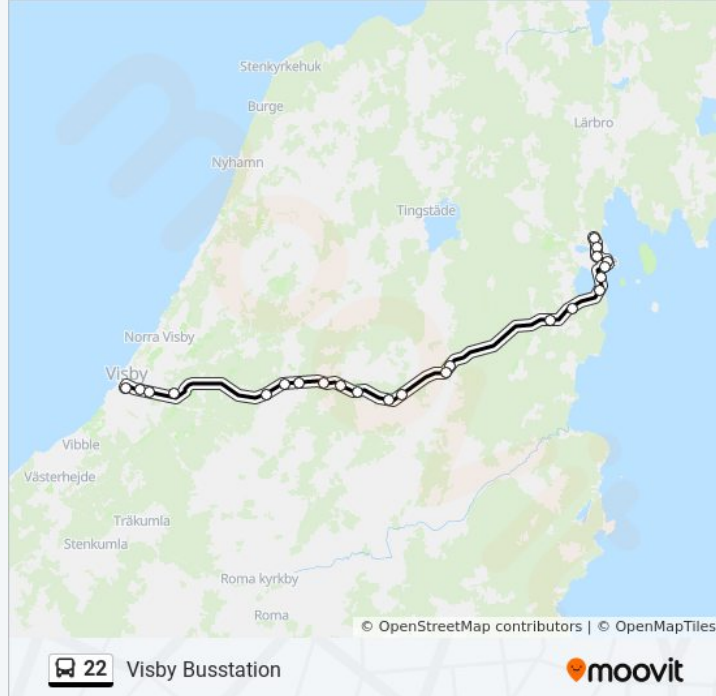 Stenkyrkehuk
Burge
Lärbro
Nyhamn
Tingstäde
Norra Visby
Visby
Vibble
Västerhejde
Träkumla
Stenkumla
Roma kyrkby
Roma
© OpenStreetMap contributors | © OpenMapTiles
22 Visby Busstation
moovit